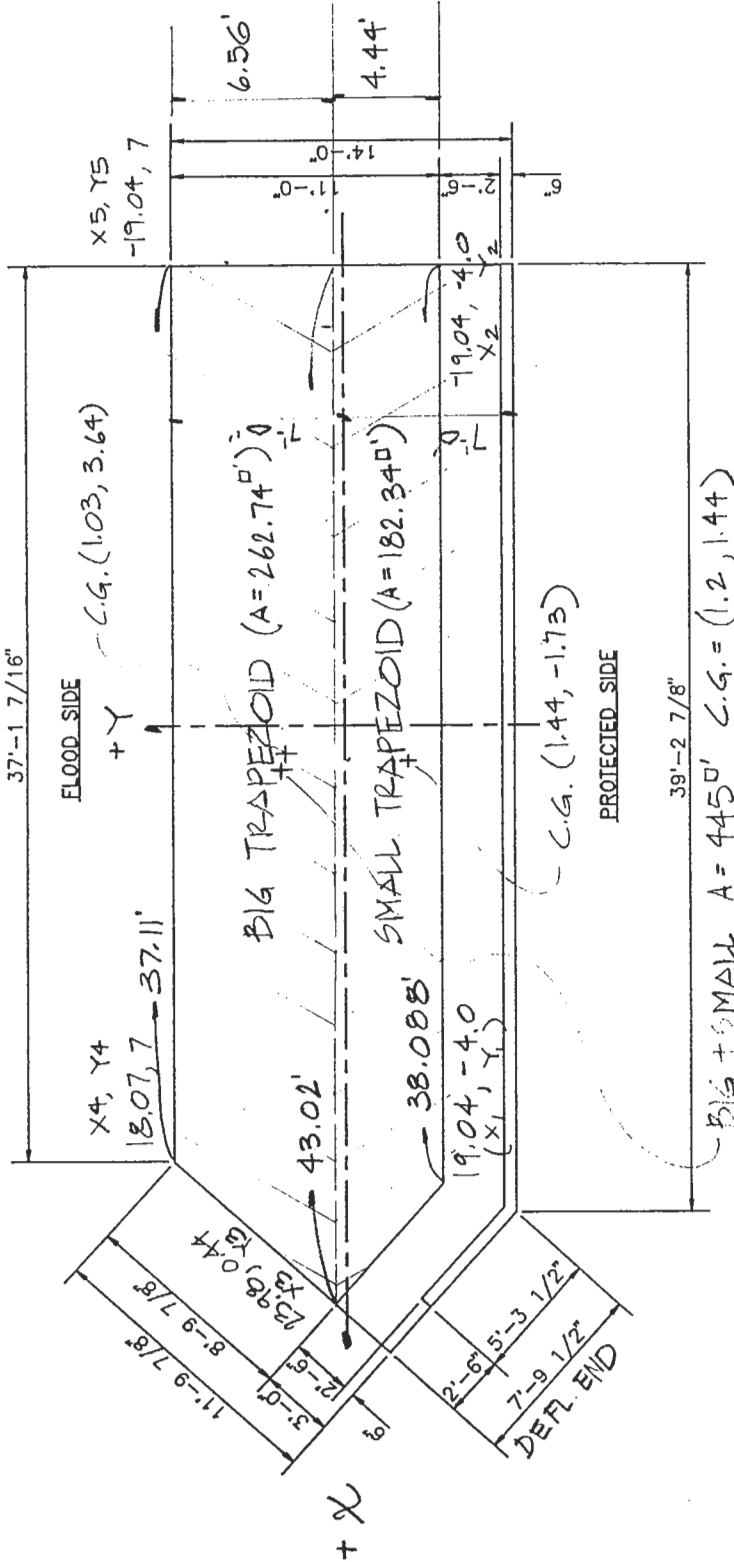 37'-1 7/16"
FLOOD SIDE
+Y
C.G. (1.03, 3.64)
X5, Y5
-19.04, 7
6.56'
4.44'
X4, Y4
18.07, 7
37.11'
BIG TRAPEZOID (A=262.74□')
7'-0"
14'-0"
11'-0"
2'-6"
6"
43.02'
SMALL TRAPEZOID (A=182.34□')
7'-0
-19.04, -4.0
X2 Y2
38.088'
19.04, -4.0
(X1, Y1)
23.98, 0.44
X3, Y3
11'-9 7/8"
8'-9 7/8"
3'-0"
2'-6"
6"
+ X
C.G. (1.44, -1.73)
PROTECTED SIDE
5'-3 1/2"
2'-6"
7'-9 1/2"
DEFL. END
39'-2 7/8"
BIG + SMALL A = 445□' C.G. = (1.2, 1.44)